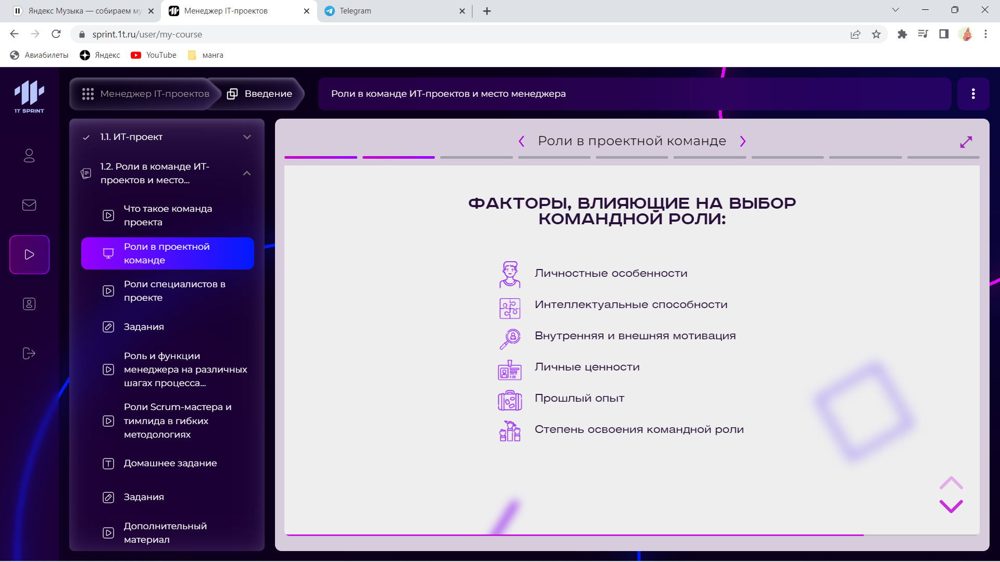 Яндекс Музыка — собираем му
Менеджер IT-проектов
Telegram
sprint.1t.ru/user/my-course
Авиабилеты
Яндекс
YouTube
манга
1T SPRINT
Менеджер IT-проектов
Введение
Роли в команде ИТ-проектов и место менеджера
1.1. ИТ-проект
1.2. Роли в команде ИТ-
проектов и место...
Что такое команда
проекта
Роли в проектной
команде
Роли специалистов в
проекте
Задания
Роль и функции
менеджера на различных
шагах процесса...
Роли Scrum-мастера и
тимлида в гибких
методологиях
Домашнее задание
Задания
Дополнительный
материал
Роли в проектной команде
ФАКТОРЫ, ВЛИЯЮЩИЕ НА ВЫБОР
КОМАНДНОЙ РОЛИ:
Личностные особенности
Интеллектуальные способности
Внутренняя и внешняя мотивация
Личные ценности
Прошлый опыт
Степень освоения командной роли